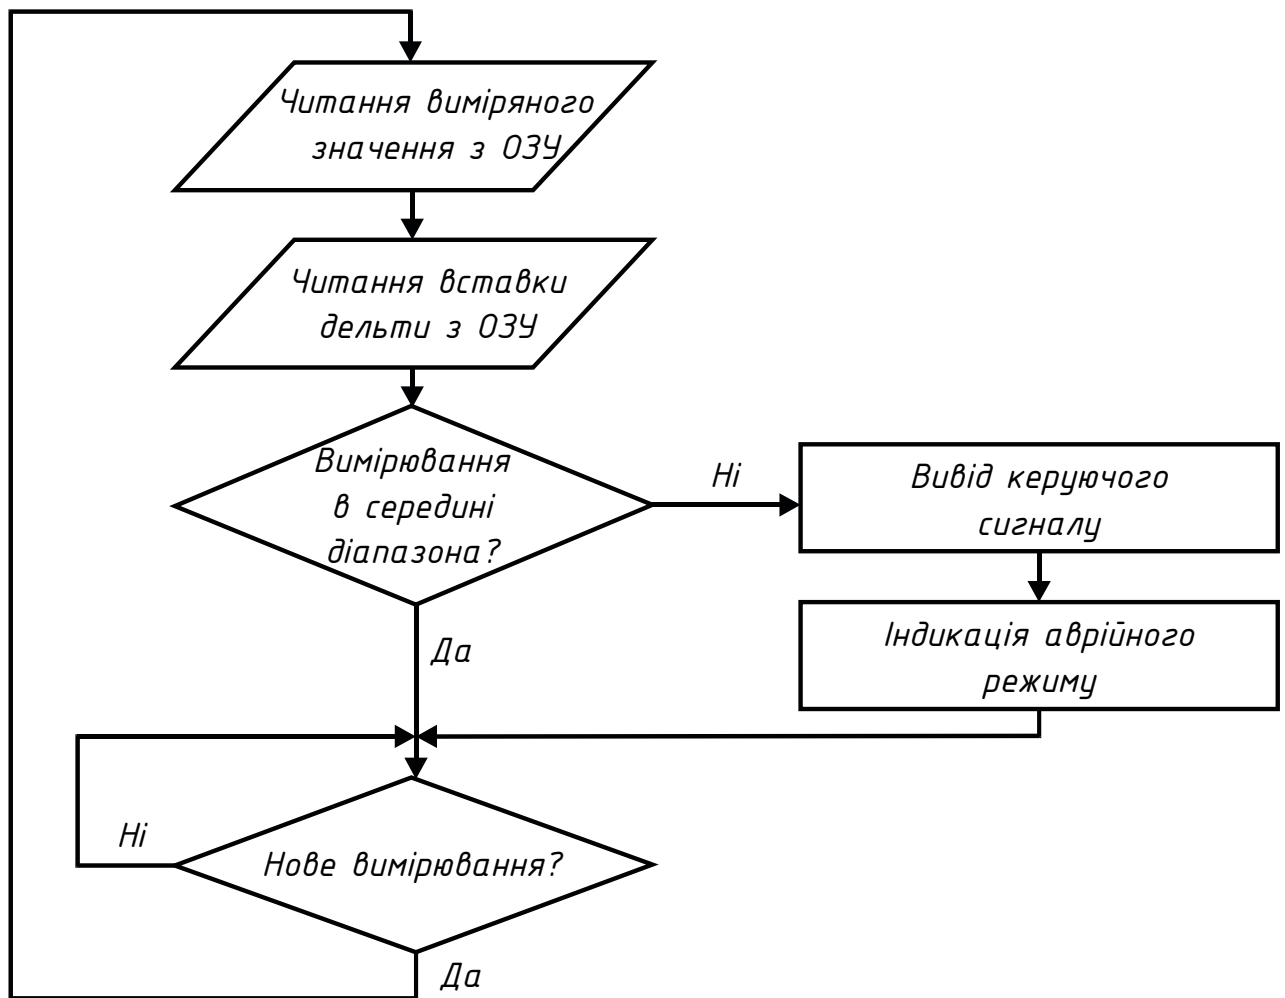 Читання виміряного
значення з ОЗУ
Читання вставки
дельти з ОЗУ
Вимірювання
в середині
діапазона?
Ні
Вивід керуючого
сигналу
Індикація аврійного
режиму
Да
Ні
Нове вимірювання?
Да